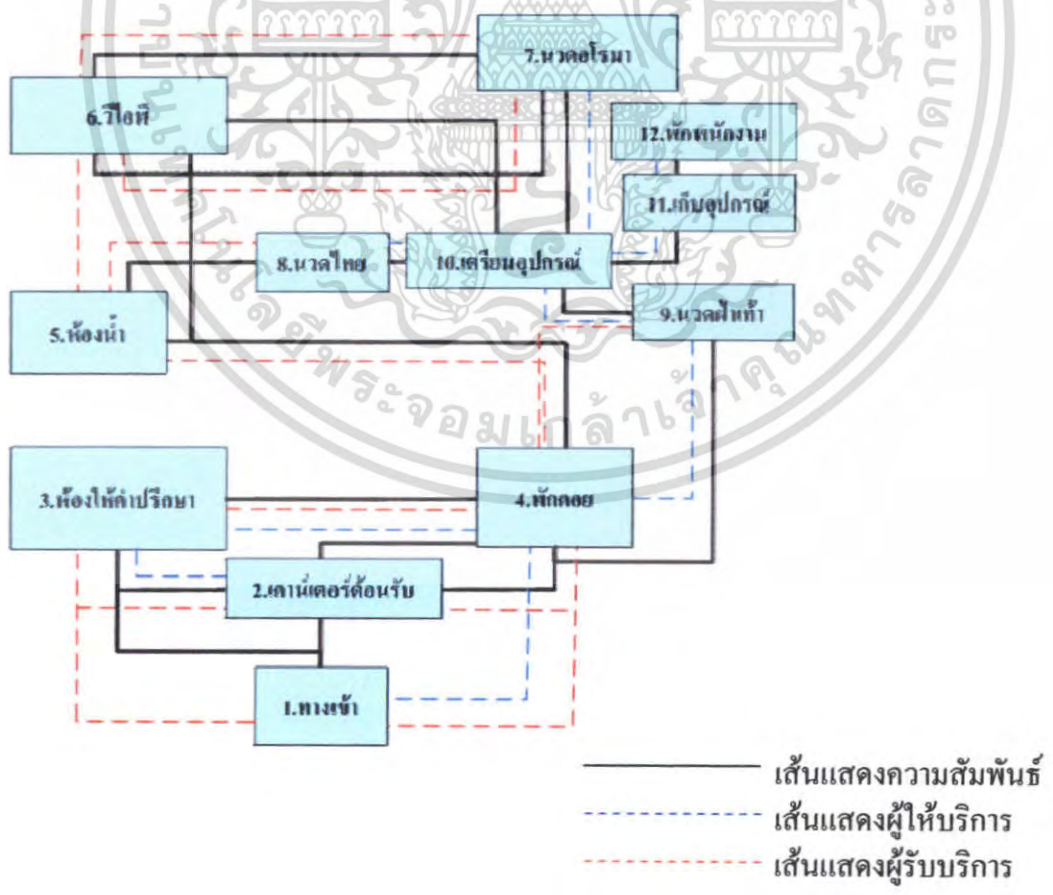 7.นวดอโรมา
6.วีไอพี
12.พักพนักงาน
11.เก็บอุปกรณ์
8.นวดไทย
10.เตรียมอุปกรณ์
9.นวดฝ่าเท้า
5.ห้องน้ำ
3.ห้องให้คำปรึกษา
4.พักคอย
2.เคาน์เตอร์ต้อนรับ
1.ทางเข้า
เส้นแสดงความสัมพันธ์
เส้นแสดงผู้ให้บริการ
เส้นแสดงผู้รับบริการ